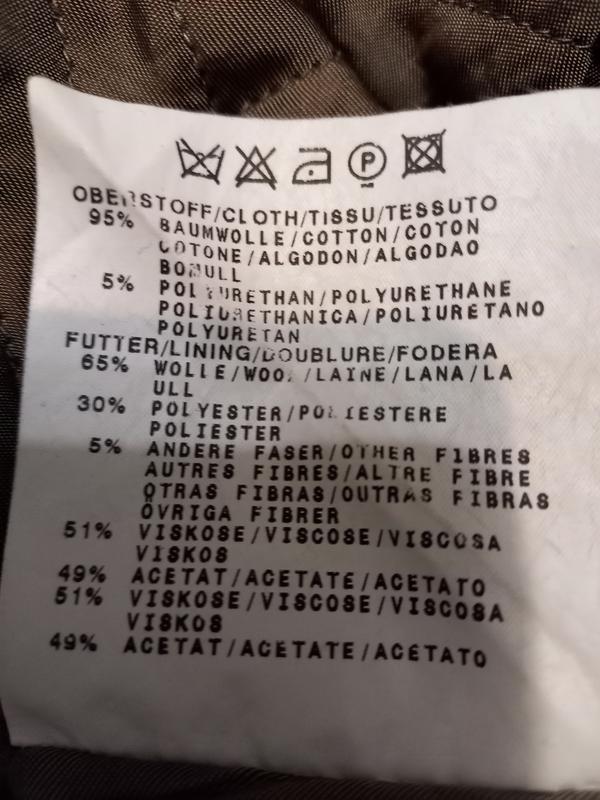 P
OBERSTOFF/CLOTH/TISSU/TESSUTO
95% BAUMWOLLE/COTTON/COTON
COTONE/ALGODON/ALGODAO
BOMULL
5% POLYURETHAN/POLYURETHANE
POLIURETHANICA/POLIURETANO
POLYURETAN
FUTTER/LINING/DOUBLURE/FODERA
65% WOLLE/WOOL/LAINE/LANA/LA
ULL
30% POLYESTER/POLIESTERE
POLIESTER
5% ANDERE FASER/OTHER FIBRES
AUTRES FIBRES/ALTRE FIBRE
OTRAS FIBRAS/OUTRAS FIBRAS
ÖVRIGA FIBRER
51% VISKOSE/VISCOSE/VISCOSA
VISKOS
49% ACETAT/ACETATE/ACETATO
51% VISKOSE/VISCOSE/VISCOSA
VISKOS
49% ACETAT/ACETATE/ACETATO